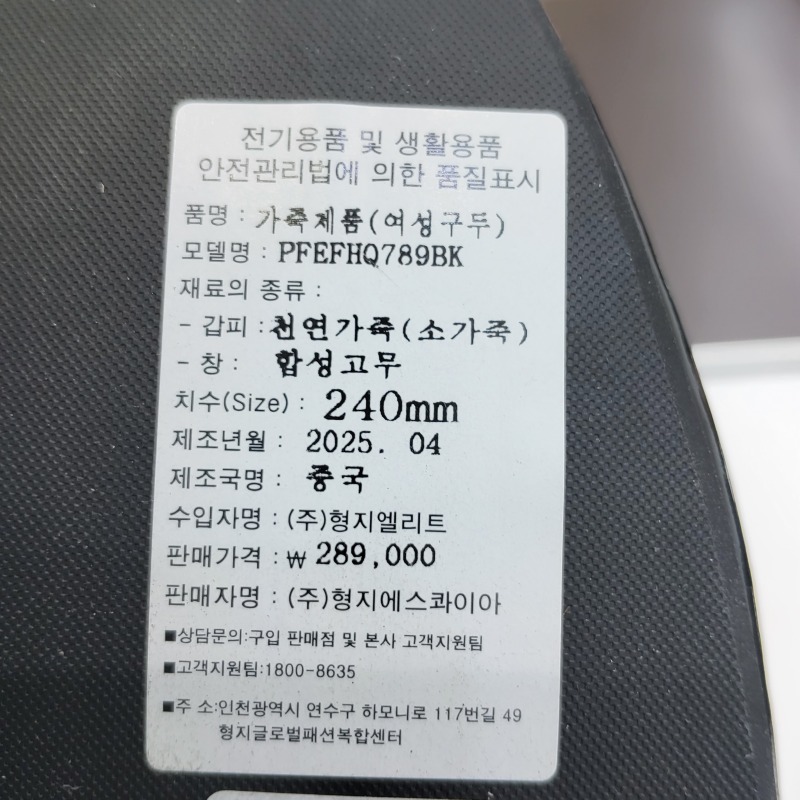 전기용품 및 생활용품
안전관리법에 의한 품질표시
품명 : 가죽제품(여성구두)
모델명 : PFEFHQ789BK
재료의 종류 :
- 갑피 : 천연가죽(소가죽)
- 창 : 합성고무
치수(Size) : 240mm
제조년월 : 2025. 04
제조국명 : 중국
수입자명 : (주)형지엘리트
판매가격 : ₩ 289,000
판매자명 : (주)형지에스콰이아
■상담문의:구입 판매점 및 본사 고객지원팀
■고객지원팀:1800-8635
■주 소:인천광역시 연수구 하모니로 117번길 49
형지글로벌패션복합센터